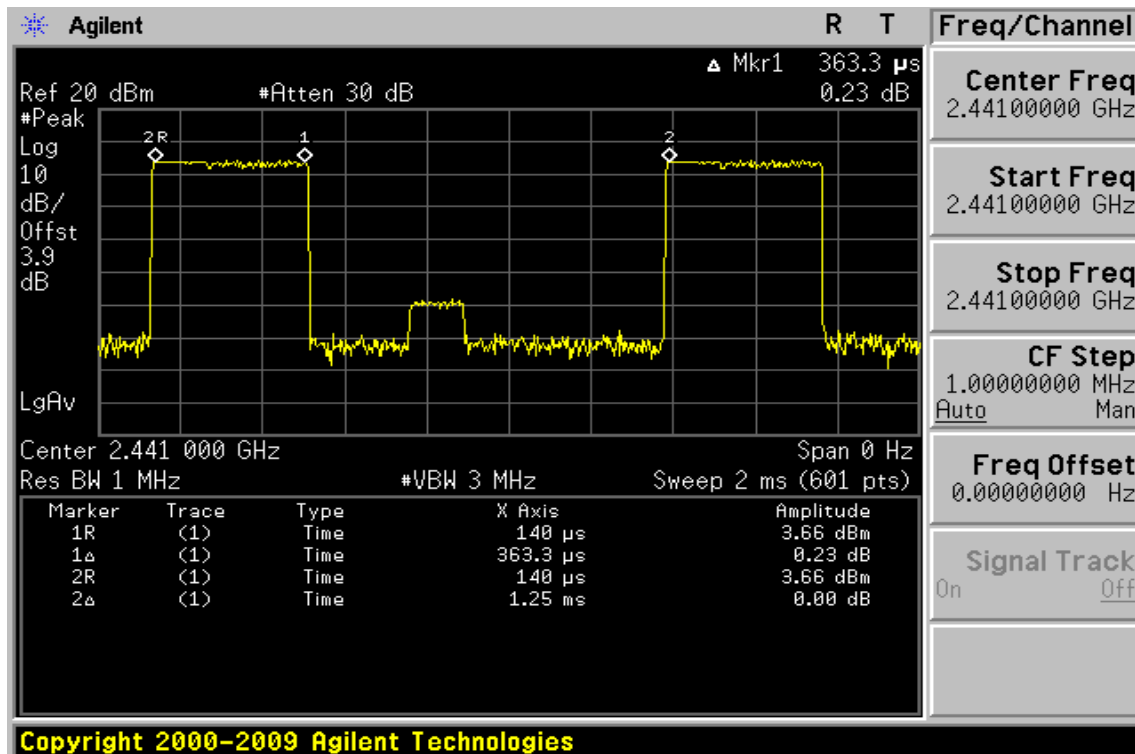 Agilent R T Freq/Channel
Δ Mkr1 363.3 µs
Ref 20 dBm #Atten 30 dB 0.23 dB
#Peak
Log
10
dB/
Offst
3.9
dB
LgAv
2R 1 2
Center 2.441 000 GHz Span 0 Hz
Res BW 1 MHz #VBW 3 MHz Sweep 2 ms (601 pts)
Marker Trace Type X Axis Amplitude
1R (1) Time 140 µs 3.66 dBm
1Δ (1) Time 363.3 µs 0.23 dB
2R (1) Time 140 µs 3.66 dBm
2Δ (1) Time 1.25 ms 0.00 dB
Center Freq
2.44100000 GHz
Start Freq
2.44100000 GHz
Stop Freq
2.44100000 GHz
CF Step
1.00000000 MHz
Auto Man
Freq Offset
0.00000000 Hz
Signal Track
On Off
Copyright 2000-2009 Agilent Technologies